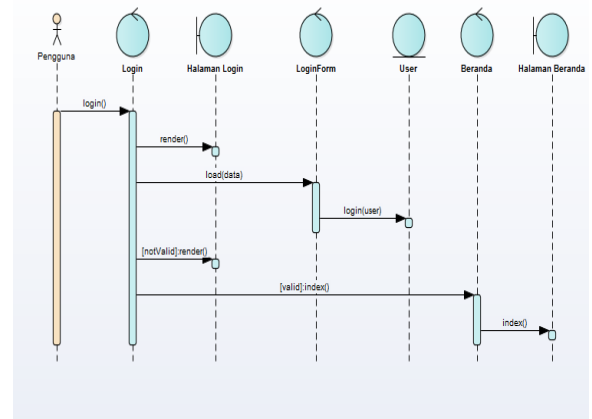 Pengguna
Login
Halaman Login
LoginForm
User
Beranda
Halaman Beranda
login()
render()
load(data)
login(user)
[notValid]:render()
[valid]:index()
index()